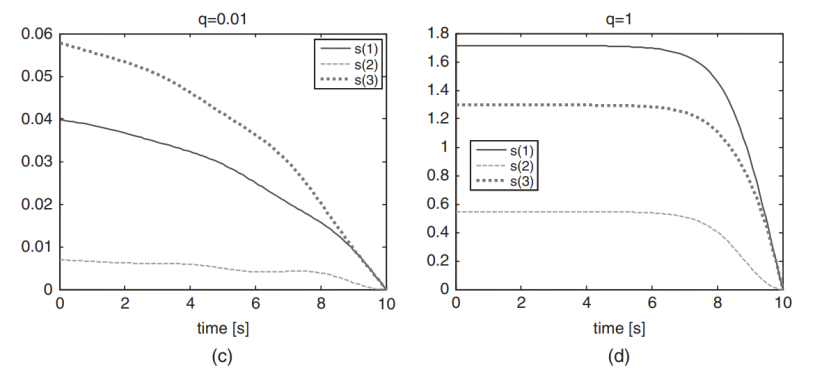 q=0.01
0.06
0.05
0.04
0.03
0.02
0.01
0
s(1)
s(2)
s(3)
0 2 4 6 8 10
time [s]
(c)
q=1
1.8
1.6
1.4
1.2
1
0.8
0.6
0.4
0.2
0
s(1)
s(2)
s(3)
0 2 4 6 8 10
time [s]
(d)